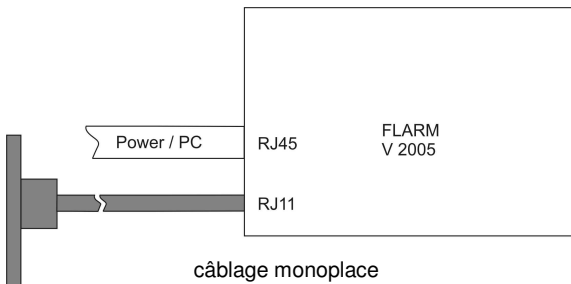 Power / PC
RJ45
FLARM
V 2005
RJ11
câblage monoplace